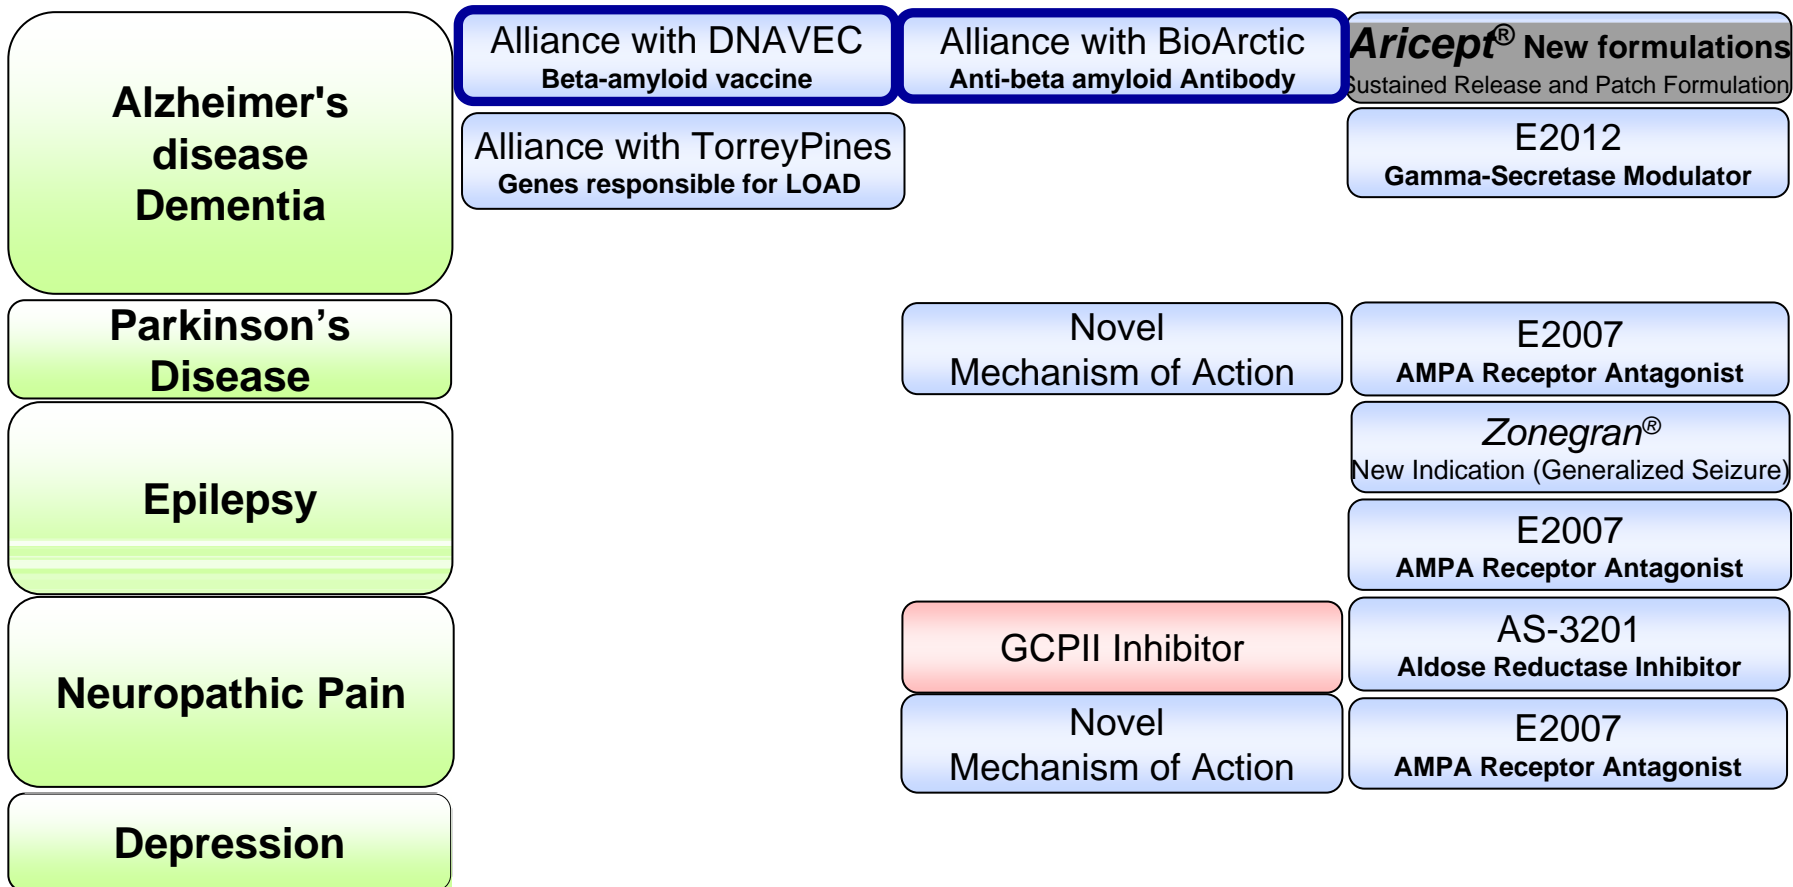 Alzheimer's
disease
Dementia
Alliance with DNAVEC
Beta-amyloid vaccine
Alliance with BioArctic
Anti-beta amyloid Antibody
Aricept® New formulations
Sustained Release and Patch Formulation
Alliance with TorreyPines
Genes responsible for LOAD
E2012
Gamma-Secretase Modulator
Parkinson’s
Disease
Novel
Mechanism of Action
E2007
AMPA Receptor Antagonist
Epilepsy
Zonegran®
New Indication (Generalized Seizure)
E2007
AMPA Receptor Antagonist
Neuropathic Pain
GCPII Inhibitor
AS-3201
Aldose Reductase Inhibitor
Novel
Mechanism of Action
E2007
AMPA Receptor Antagonist
Depression